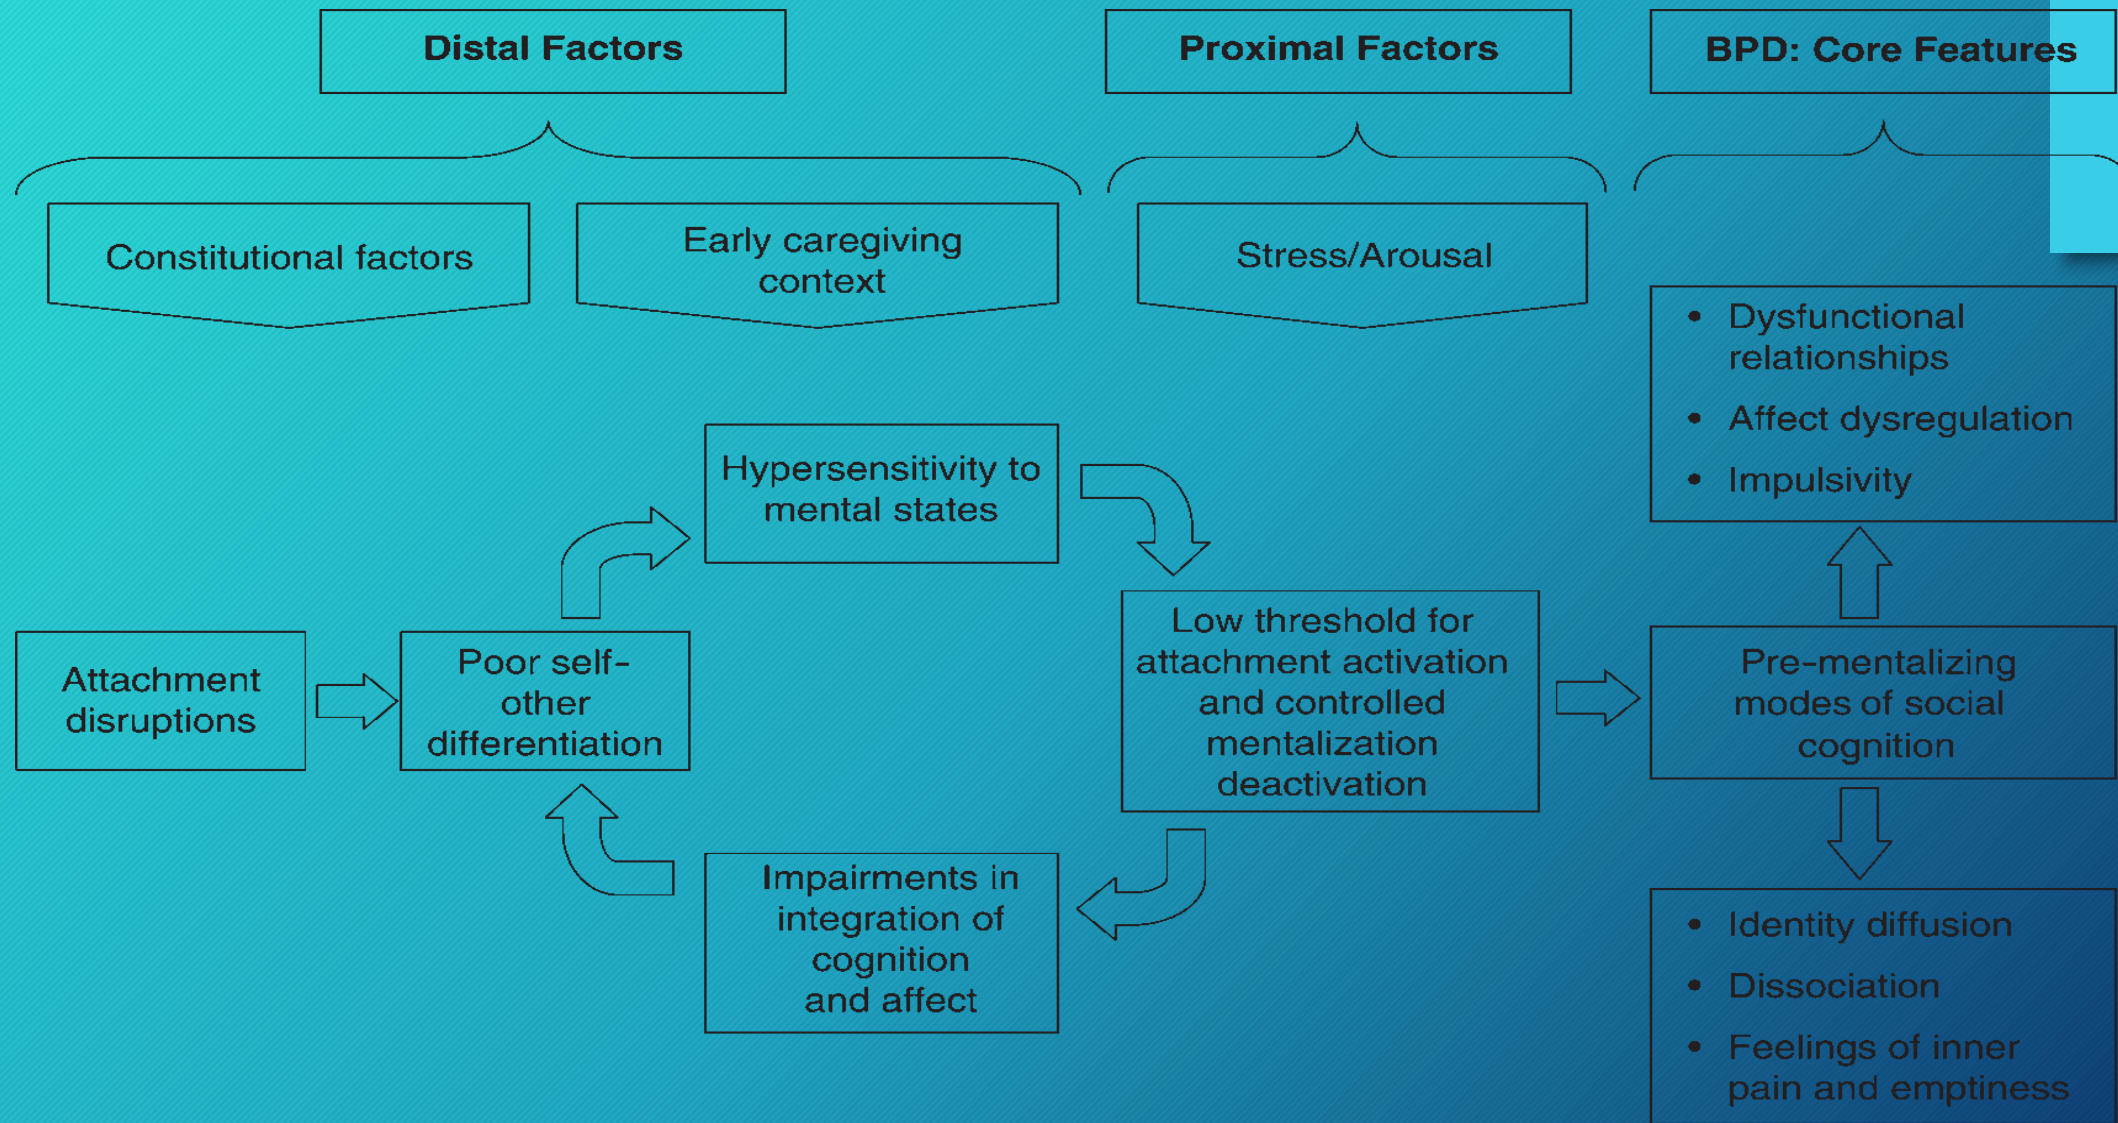 Distal Factors
Proximal Factors
BPD: Core Features
Constitutional factors
Early caregiving
context
Stress/Arousal
• Dysfunctional
relationships
• Affect dysregulation
• Impulsivity
Hypersensitivity to
mental states
Attachment
disruptions
Poor self-
other
differentiation
Low threshold for
attachment activation
and controlled
mentalization
deactivation
Pre-mentalizing
modes of social
cognition
Impairments in
integration of
cognition
and affect
• Identity diffusion
• Dissociation
• Feelings of inner
pain and emptiness